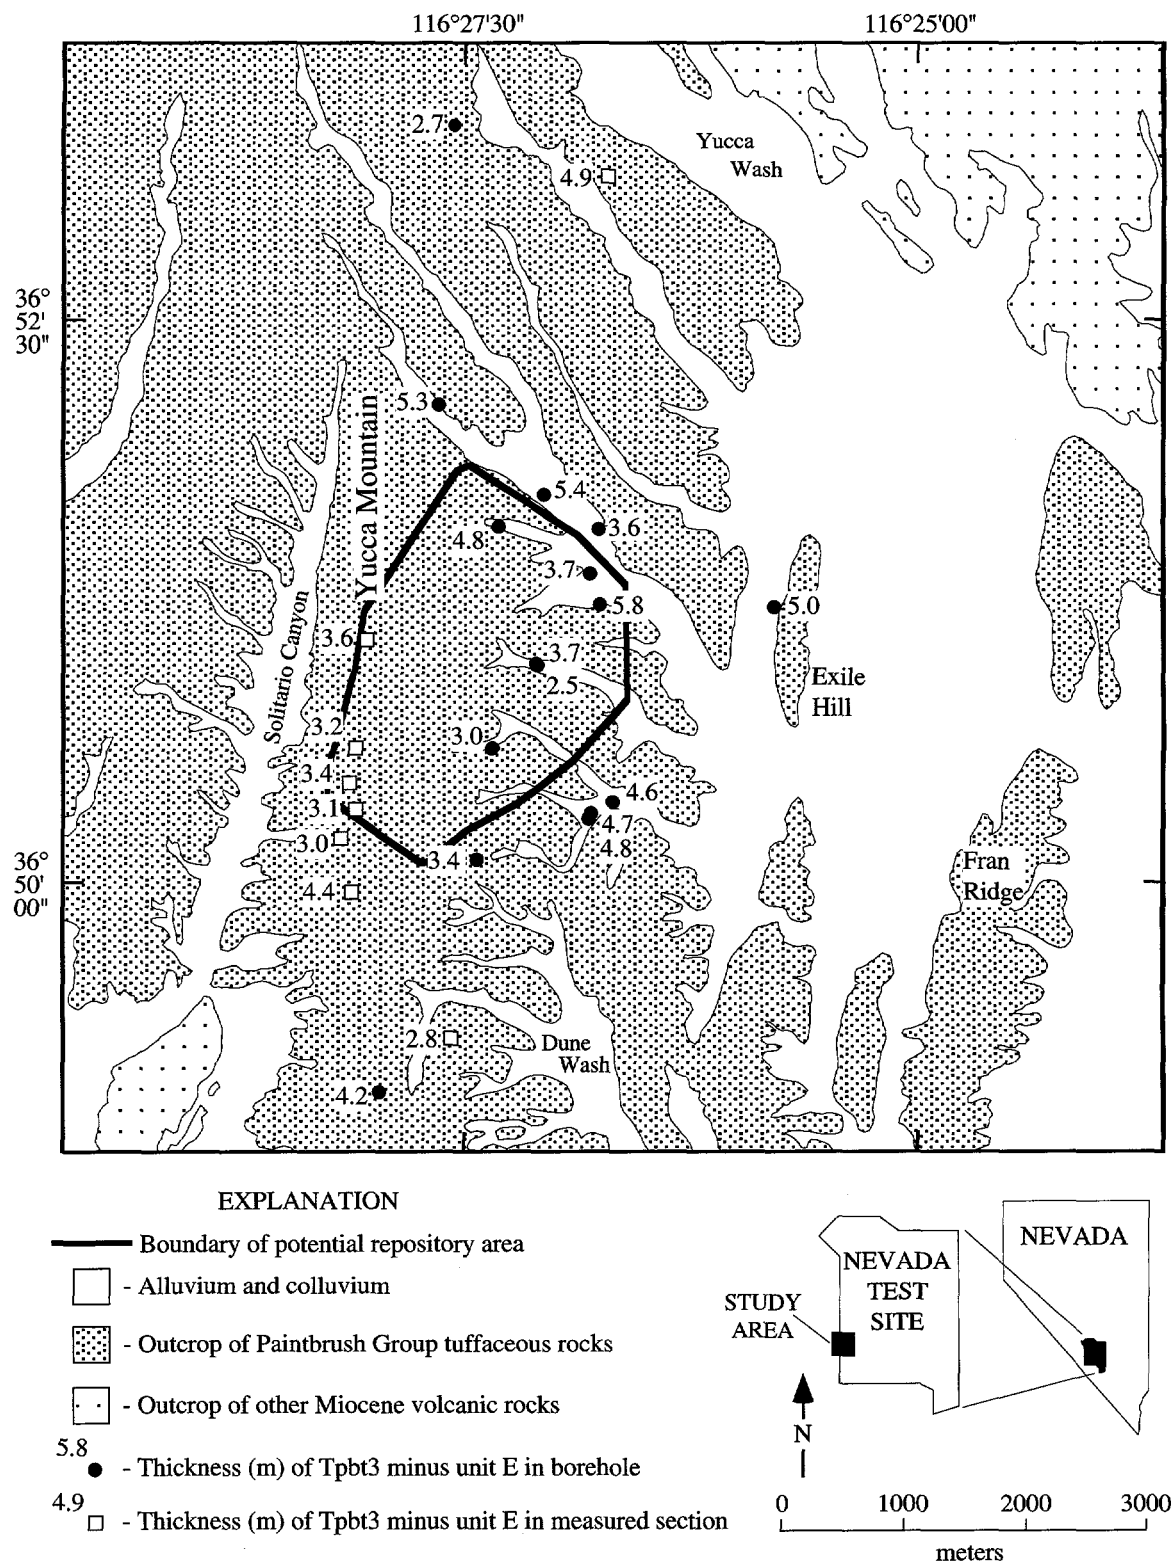 116°27'30"
116°25'00"
2.7
Yucca
Wash
4.9
36°
52'
30"
5.3
Yucca Mountain
5.4
4.8
3.6
3.7
5.8
5.0
3.6
3.7
2.5
Exile
Hill
Solitario Canyon
3.2
3.0
3.4
4.6
3.1
4.7
3.0
4.8
3.4
36°
50'
00"
Fran
Ridge
4.4
2.8
Dune
Wash
4.2
EXPLANATION
Boundary of potential repository area
- Alluvium and colluvium
- Outcrop of Paintbrush Group tuffaceous rocks
- Outcrop of other Miocene volcanic rocks
5.8
- Thickness (m) of Tpbt3 minus unit E in borehole
4.9
- Thickness (m) of Tpbt3 minus unit E in measured section
NEVADA
NEVADA
TEST
SITE
STUDY
AREA
N
0 1000 2000 3000
meters